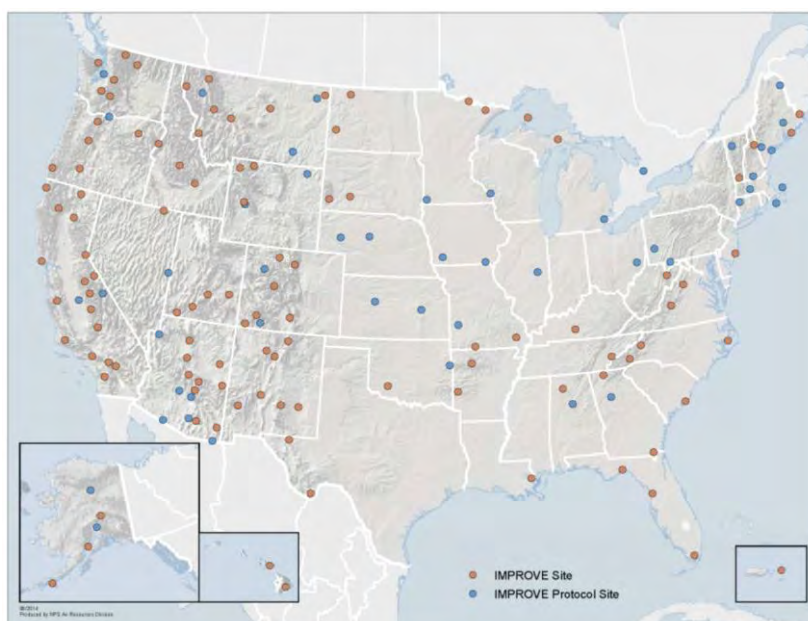 IMPROVE Site
IMPROVE Protocol Site
Produced by NPS Air Resources Division